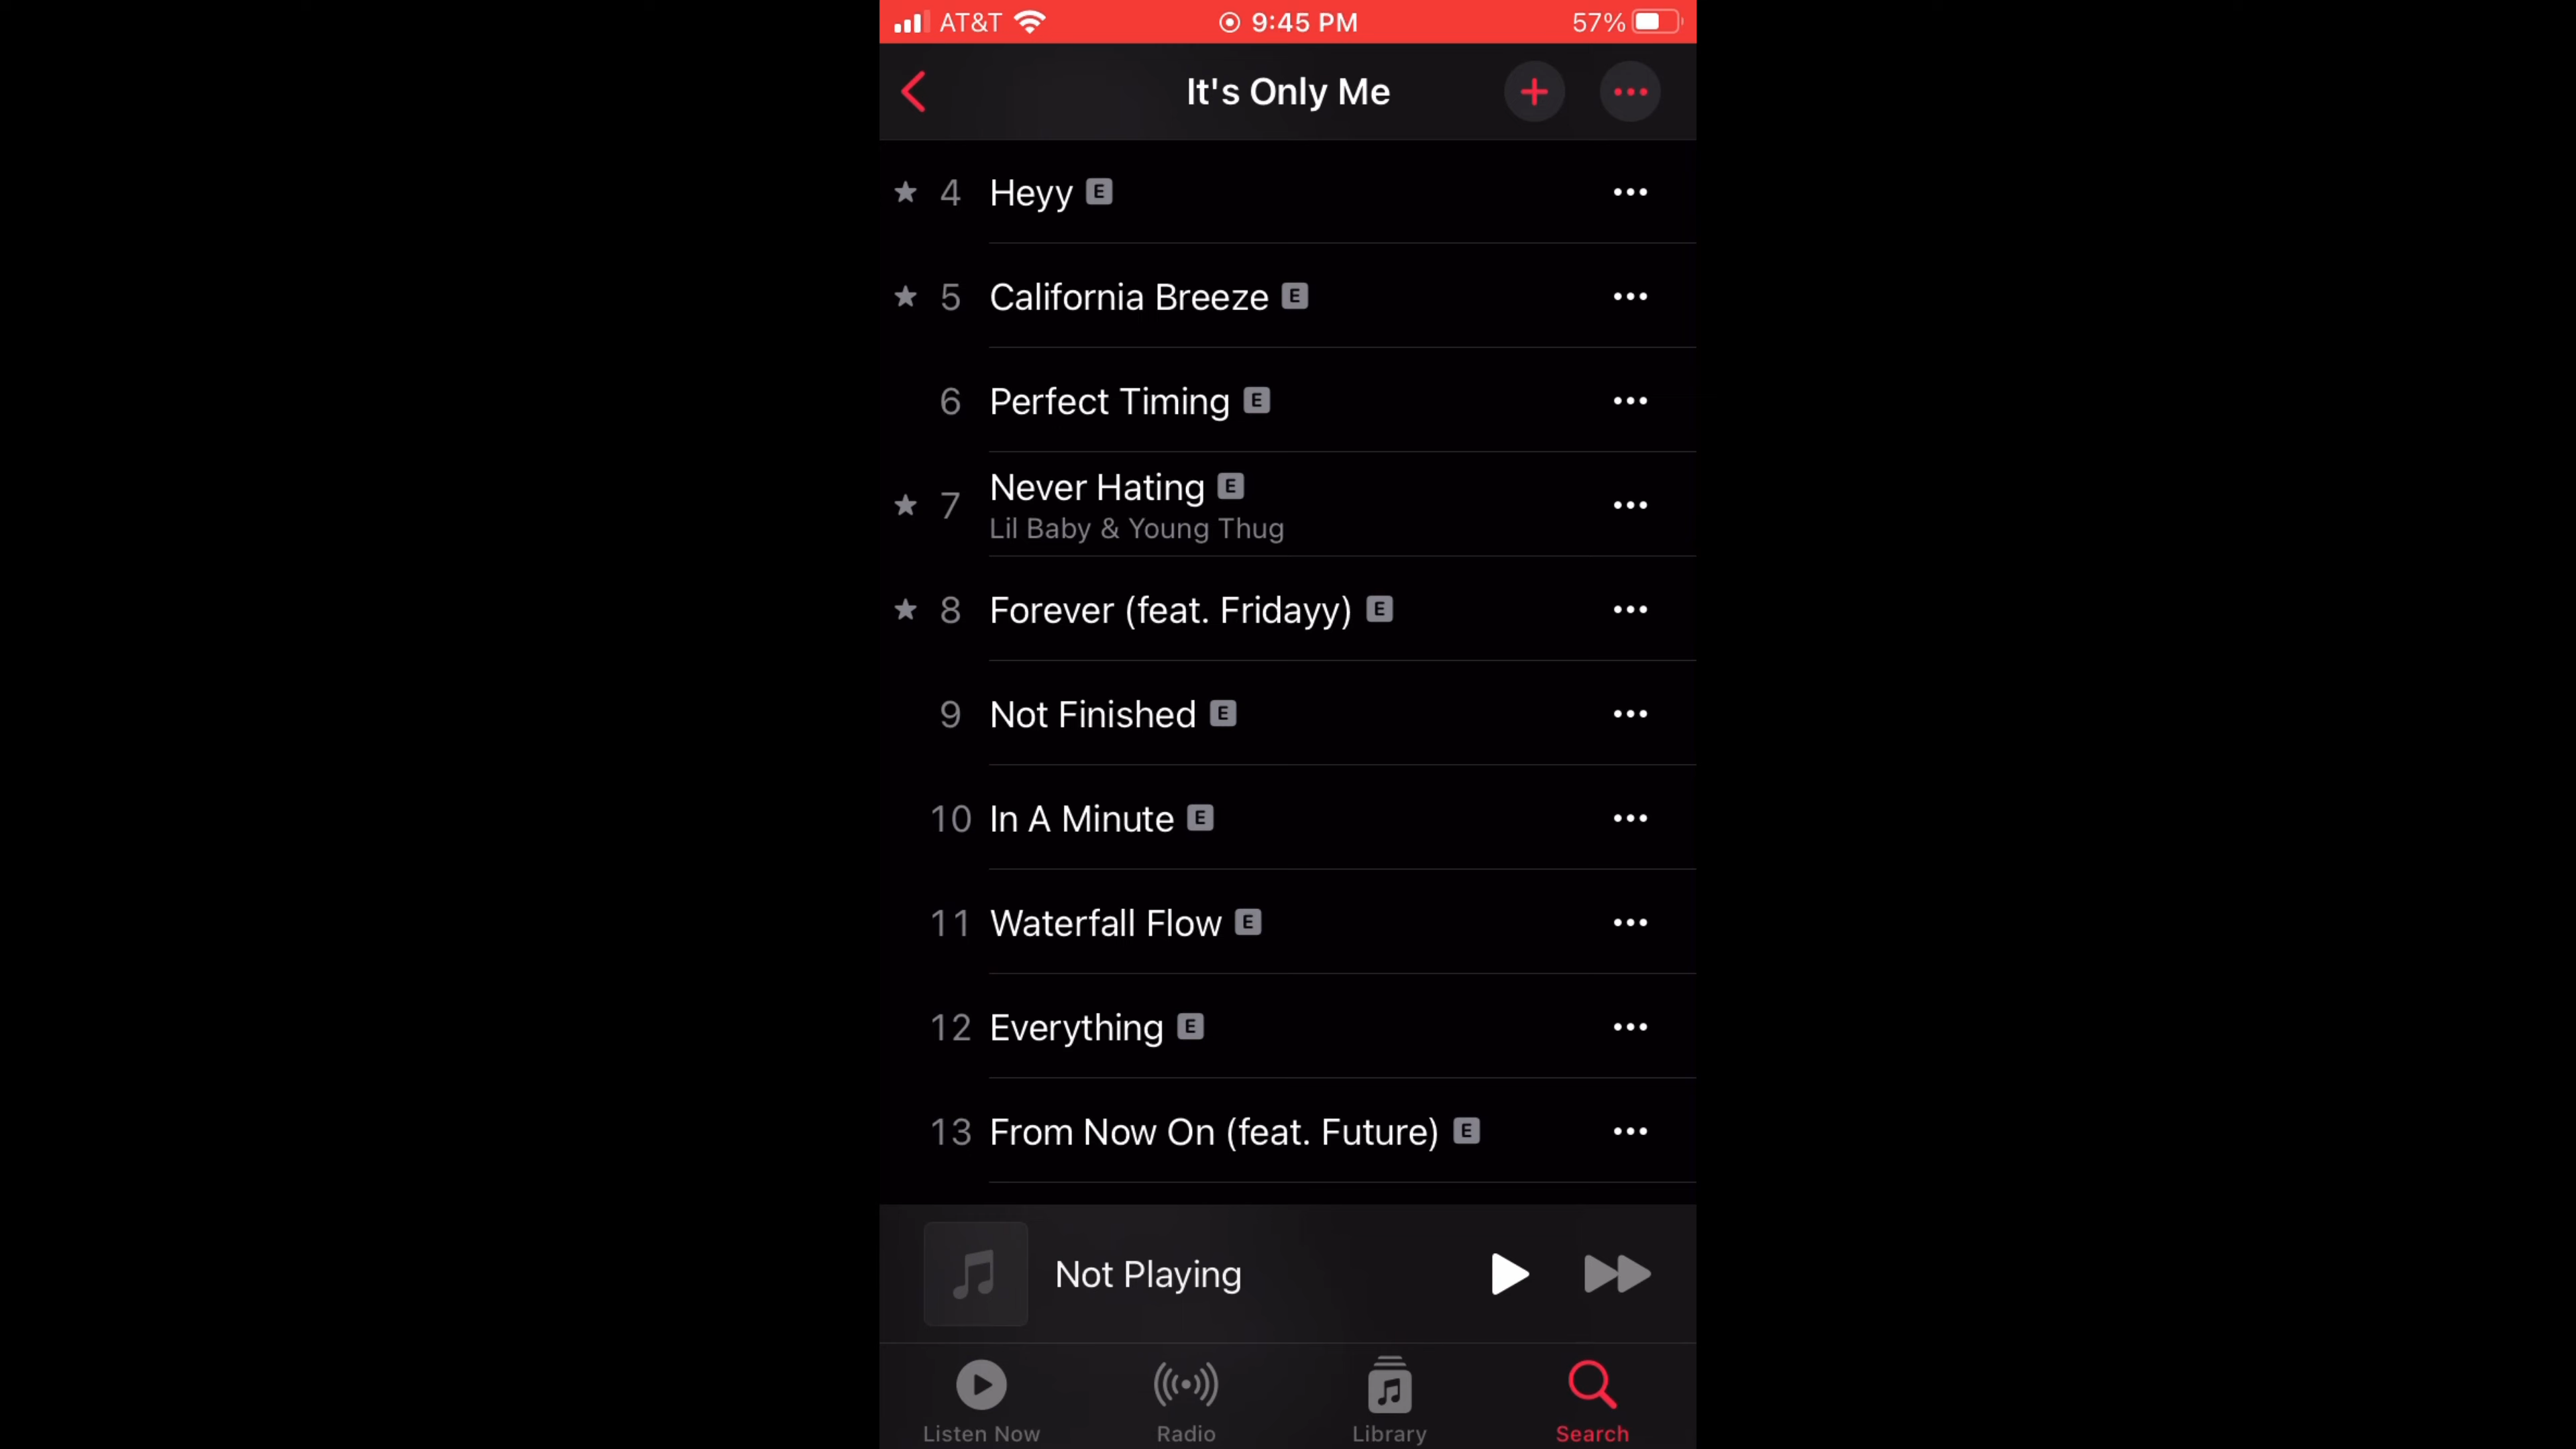 AT&T 9:45 PM 57%
It's Only Me
4 Heyy E
5 California Breeze E
6 Perfect Timing E
7 Never Hating E
Lil Baby & Young Thug
8 Forever (feat. Fridayy) E
9 Not Finished E
10 In A Minute E
11 Waterfall Flow E
12 Everything E
13 From Now On (feat. Future) E
Not Playing
Listen Now Radio Library Search